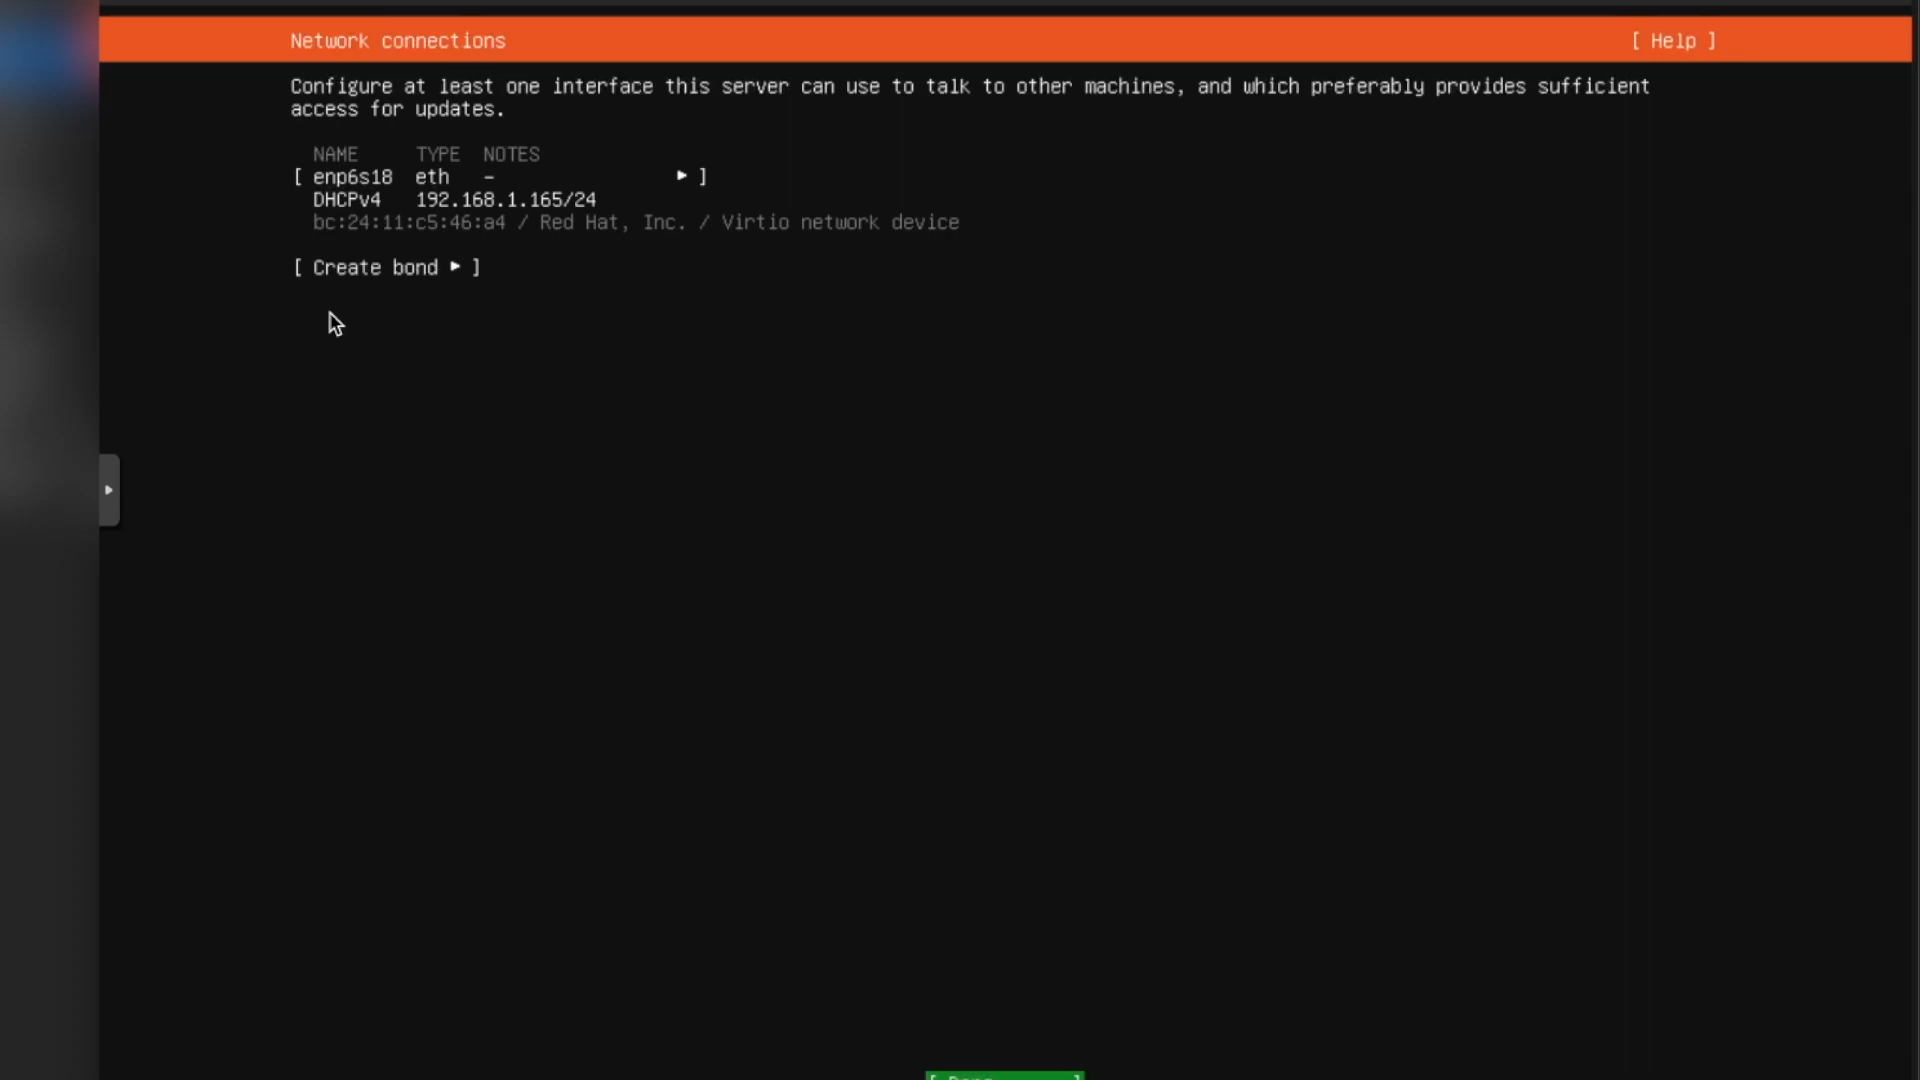 Network connections [ Help ]
Configure at least one interface this server can use to talk to other machines, and which preferably provides sufficient
access for updates.
NAME TYPE NOTES
[ enp6s18 eth - ▸ ]
DHCPv4 192.168.1.165/24
bc:24:11:c5:46:a4 / Red Hat, Inc. / Virtio network device
[ Create bond ▸ ]